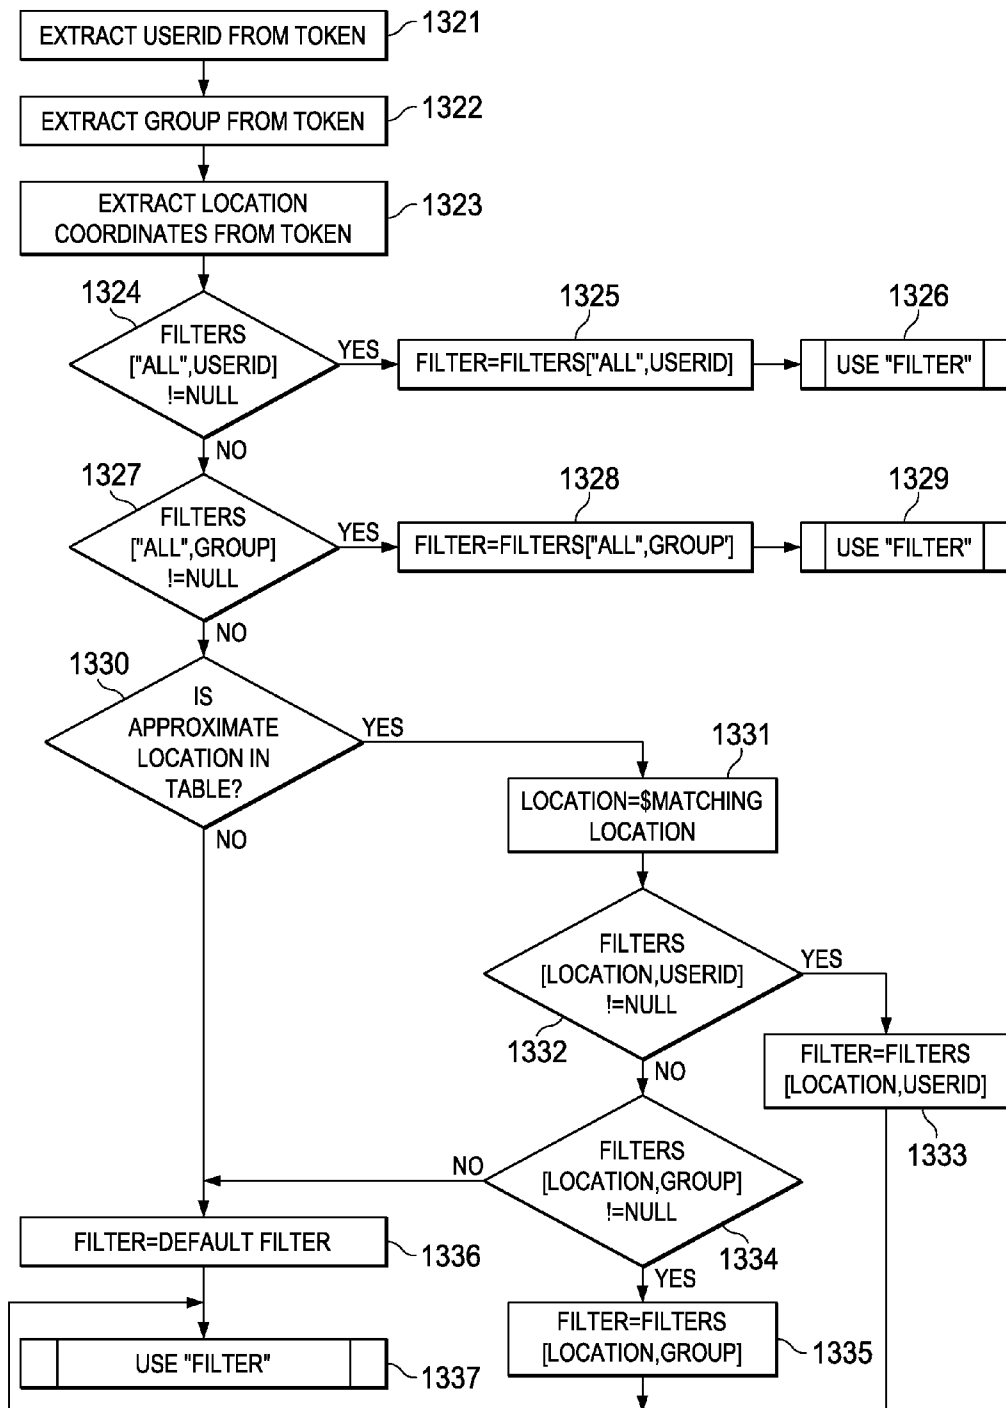 EXTRACT USERID FROM TOKEN
1321
EXTRACT GROUP FROM TOKEN
1322
EXTRACT LOCATION
COORDINATES FROM TOKEN
1323
1324
FILTERS
["ALL",USERID]
!=NULL
YES
1325
FILTER=FILTERS["ALL",USERID]
1326
USE "FILTER"
NO
1327
FILTERS
["ALL",GROUP]
!=NULL
YES
1328
FILTER=FILTERS["ALL",GROUP']
1329
USE "FILTER"
NO
1330
IS
APPROXIMATE
LOCATION IN
TABLE?
YES
NO
1331
LOCATION=$MATCHING
LOCATION
FILTERS
[LOCATION,USERID]
!=NULL
1332
YES
NO
FILTER=FILTERS
[LOCATION,USERID]
1333
FILTERS
[LOCATION,GROUP]
!=NULL
1334
NO
YES
FILTER=DEFAULT FILTER
1336
FILTER=FILTERS
[LOCATION,GROUP]
1335
USE "FILTER"
1337